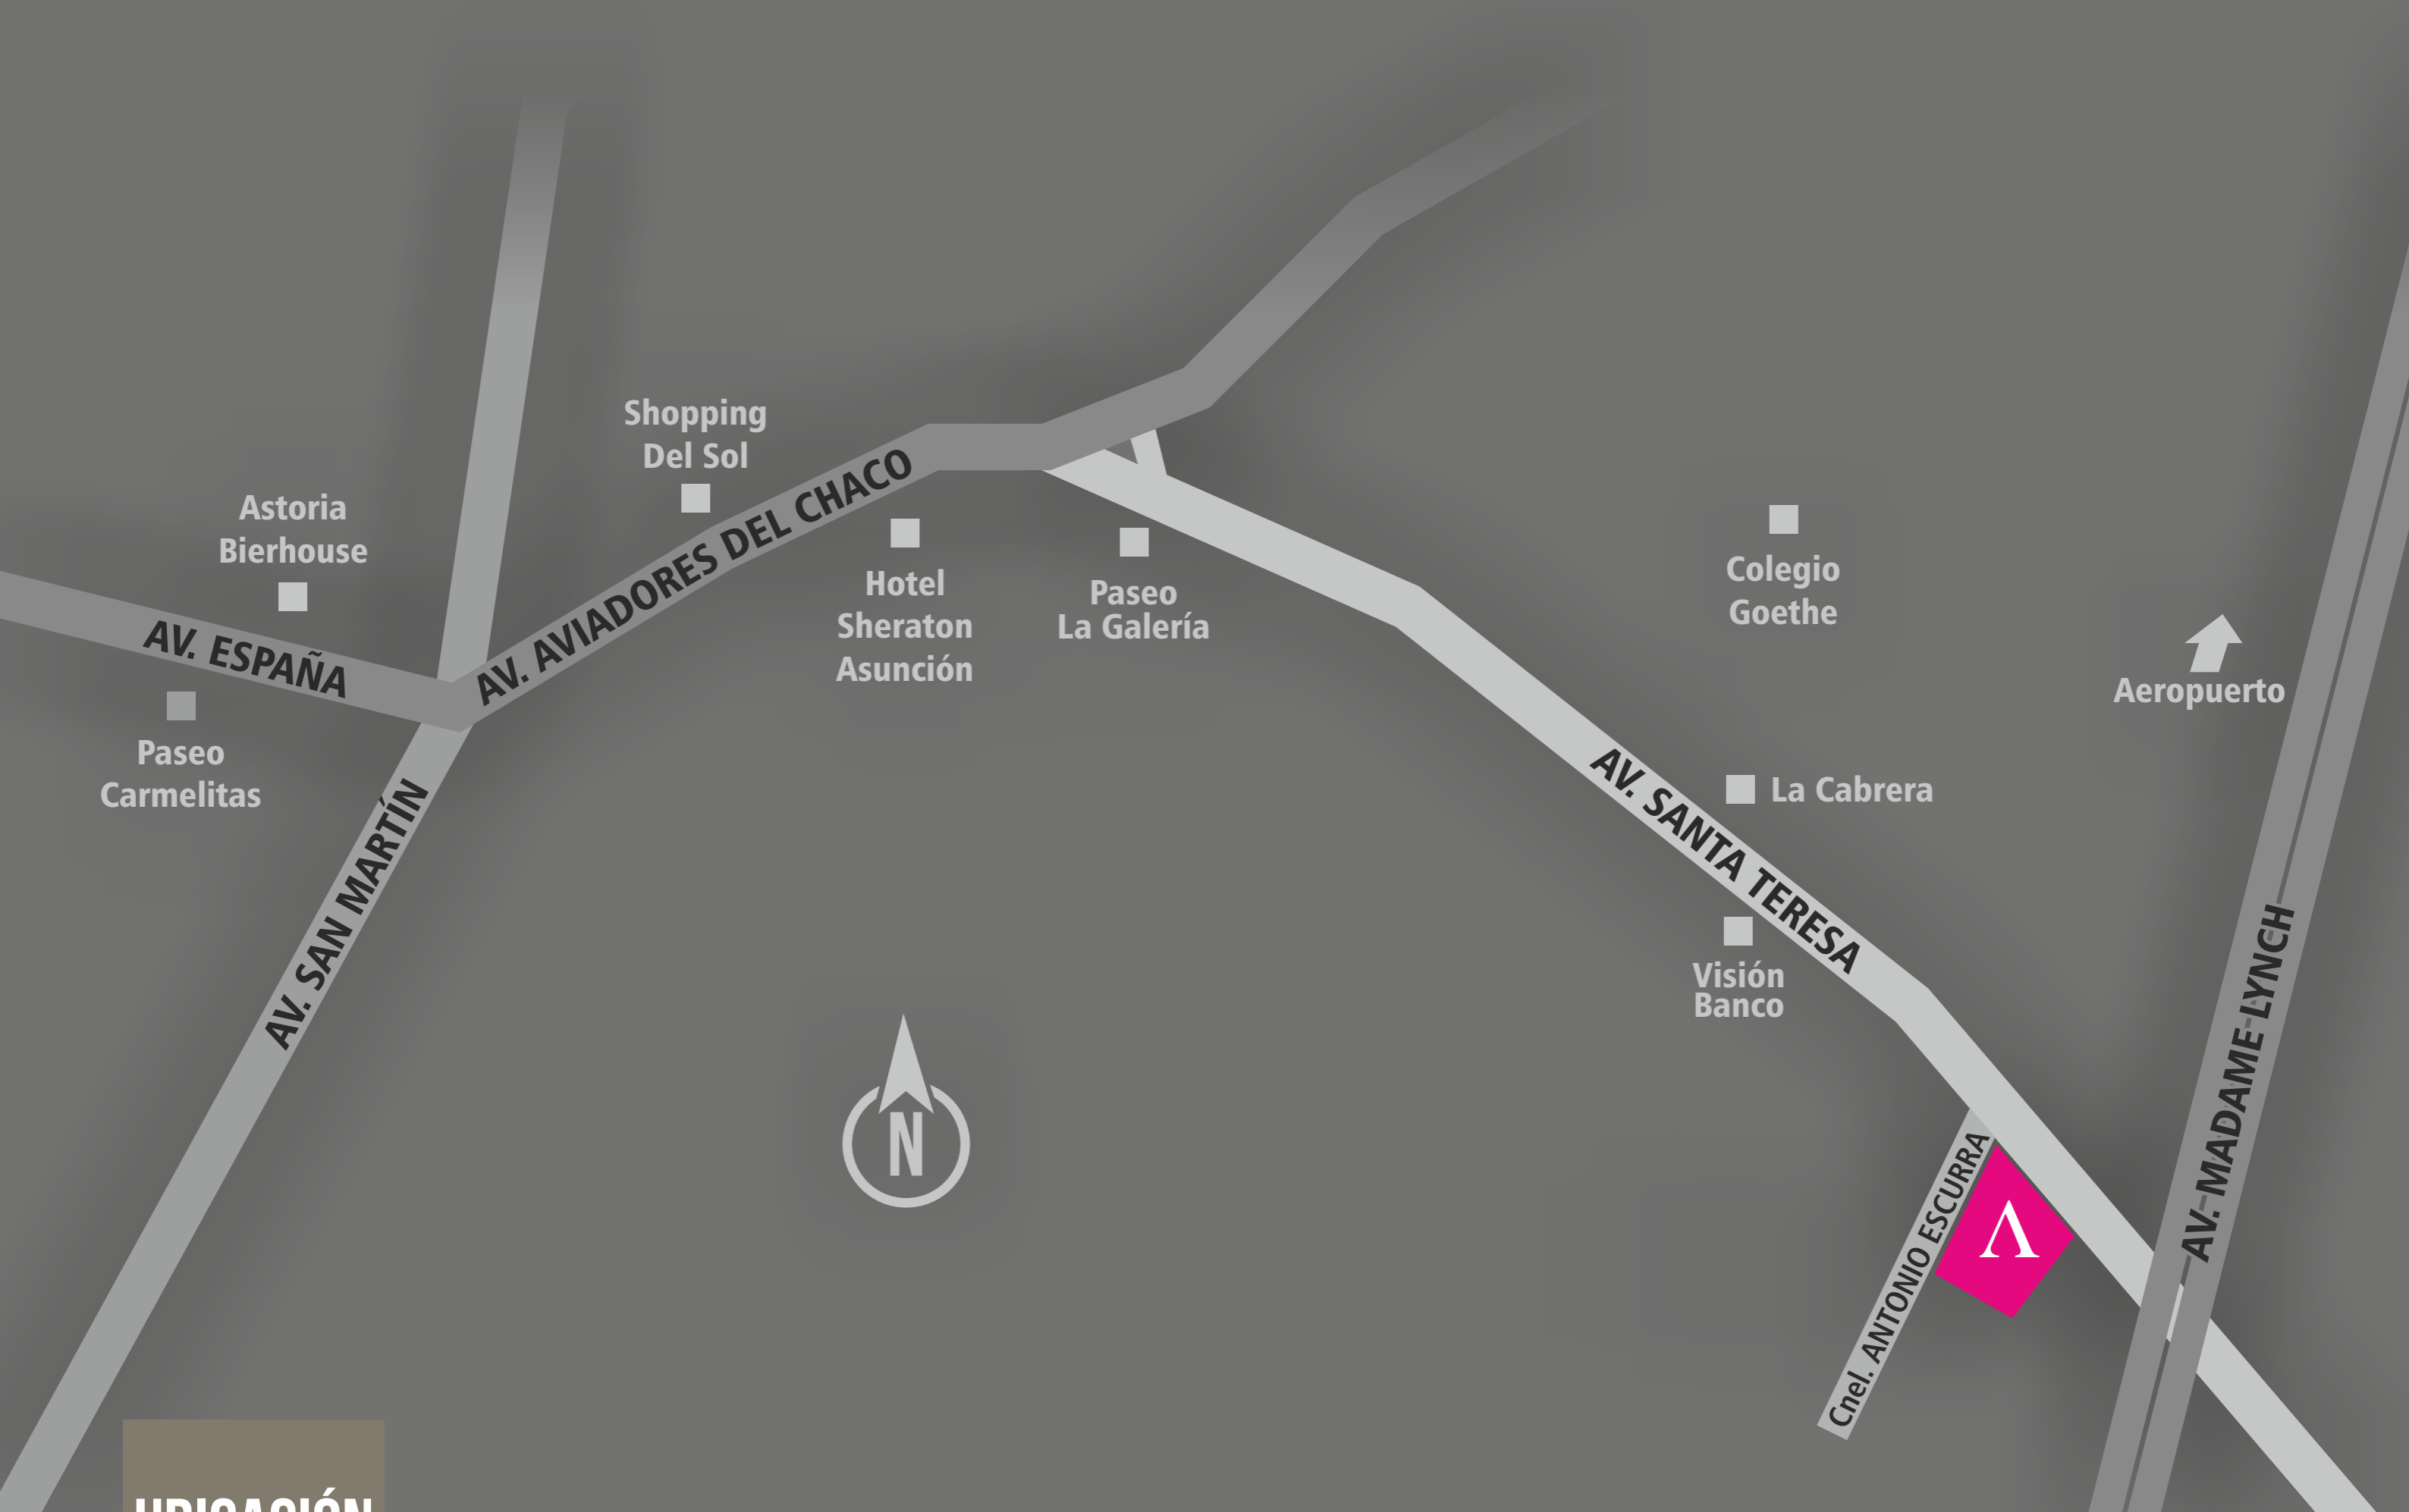 Shopping
Del Sol
Astoria
Bierhouse
AV. ESPAÑA
AV. AVIADORES DEL CHACO
Hotel
Sheraton
Asunción
Paseo
La Galería
Colegio
Goethe
Aeropuerto
Paseo
Carmelitas
AV. SAN MARTÍN
AV. SANTA TERESA
La Cabrera
Visión
Banco
AV. MADAME LYNCH
N
Cnel. ANTONIO ESCURRA
Λ
UBICACIÓN